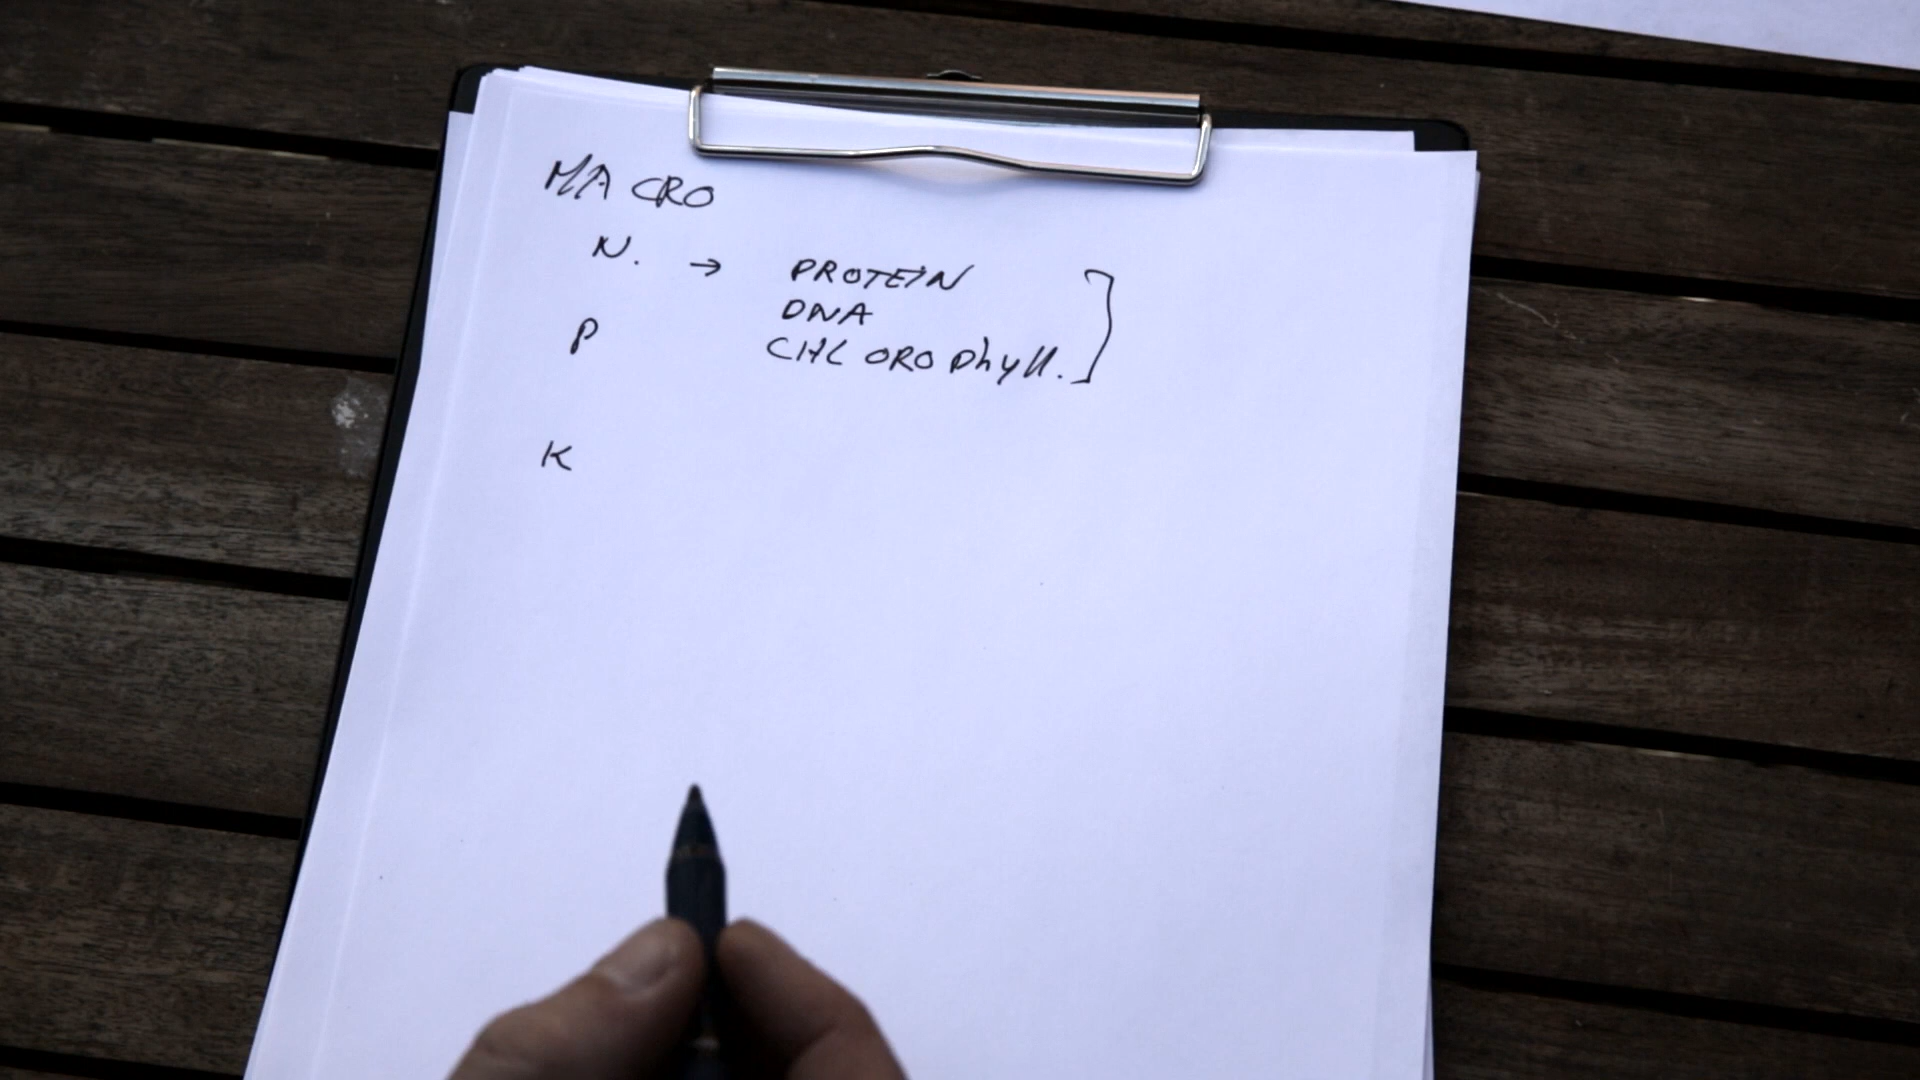 MACRO
N. → PROTEIN
DNA
P
CHLOROPhyll.
K